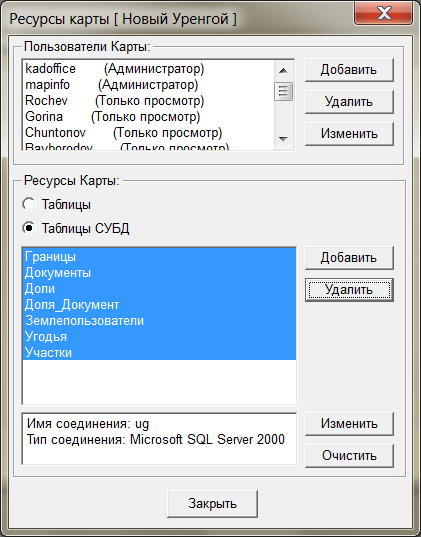 Ресурсы карты [ Новый Уренгой ]
Пользователи Карты:
kadoffice (Администратор)
mapinfo (Администратор)
Rochev (Только просмотр)
Gorina (Только просмотр)
Chuntonov (Только просмотр)
Bayborodov (Только просмотр)
Добавить
Удалить
Изменить
Ресурсы Карты:
Таблицы
Таблицы СУБД
Границы
Документы
Доли
Доля_Документ
Землепользователи
Угодья
Участки
Добавить
Удалить
Имя соединения: ug
Тип соединения: Microsoft SQL Server 2000
Изменить
Очистить
Закрыть